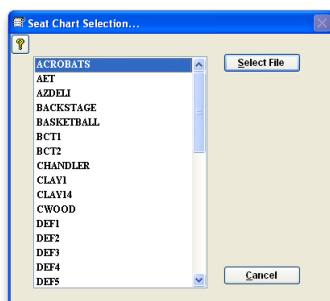 Seat Chart Selection...
?
ACROBATS
AET
AZDELI
BACKSTAGE
BASKETBALL
BCT1
BCT2
CHANDLER
CLAY1
CLAY14
CWOOD
DEF1
DEF2
DEF3
DEF4
DEF5
Select File
Cancel